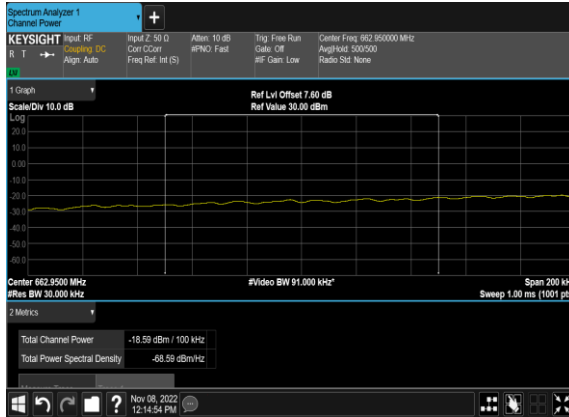 Spectrum Analyzer 1
Channel Power
KEYSIGHT
R T
LXI
Input: RF
Coupling: DC
Align: Auto
Input Z: 50 Ω
Corr CCorr
Freq Ref: Int (S)
Atten: 10 dB
#PNO: Fast
Trig: Free Run
Gate: Off
#IF Gain: Low
Center Freq: 662.950000 MHz
Avg|Hold: 500/500
Radio Std: None
1 Graph
Scale/Div 10.0 dB
Ref Lvl Offset 7.60 dB
Ref Value 30.00 dBm
Log
20.0
10.0
0.00
-10.0
-20.0
-30.0
-40.0
-50.0
-60.0
Center 662.9500 MHz
#Res BW 30.000 kHz
#Video BW 91.000 kHz*
Span 200 kH
Sweep 1.00 ms (1001 pt
2 Metrics
Total Channel Power -18.59 dBm / 100 kHz
Total Power Spectral Density -68.59 dBm/Hz
?
Nov 08, 2022
12:14:54 PM